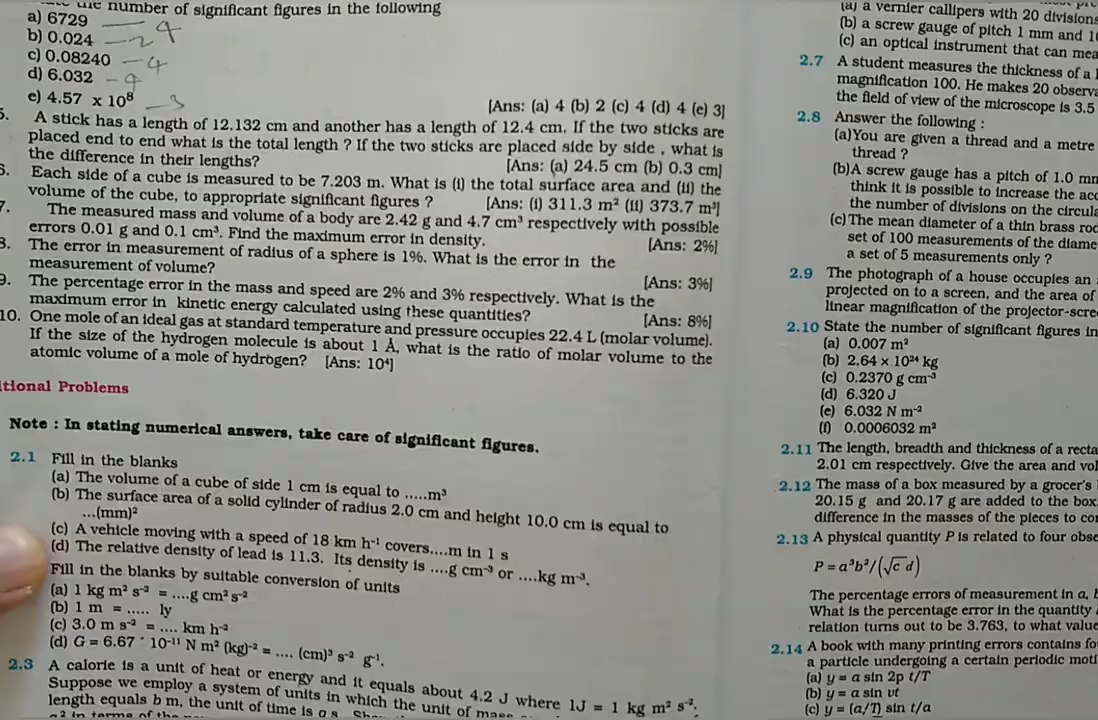 the number of significant figures in the following
a) 6729 4
b) 0.024 2
c) 0.08240 4
d) 6.032 4
e) 4.57 x 10⁸ 3
[Ans: (a) 4 (b) 2 (c) 4 (d) 4 (e) 3]
A stick has a length of 12.132 cm and another has a length of 12.4 cm. If the two sticks are
placed end to end what is the total length ? If the two sticks are placed side by side , what is
the difference in their lengths? [Ans: (a) 24.5 cm (b) 0.3 cm]
Each side of a cube is measured to be 7.203 m. What is (i) the total surface area and (ii) the
volume of the cube, to appropriate significant figures ? [Ans: (i) 311.3 m² (ii) 373.7 m³]
7. The measured mass and volume of a body are 2.42 g and 4.7 cm³ respectively with possible
errors 0.01 g and 0.1 cm³. Find the maximum error in density. [Ans: 2%]
8. The error in measurement of radius of a sphere is 1%. What is the error in the
measurement of volume? [Ans: 3%]
9. The percentage error in the mass and speed are 2% and 3% respectively. What is the
maximum error in kinetic energy calculated using these quantities? [Ans: 8%]
10. One mole of an ideal gas at standard temperature and pressure occupies 22.4 L (molar volume).
If the size of the hydrogen molecule is about 1 Å, what is the ratio of molar volume to the
atomic volume of a mole of hydrogen? [Ans: 10⁴]
itional Problems
Note : In stating numerical answers, take care of significant figures.
2.1 Fill in the blanks
(a) The volume of a cube of side 1 cm is equal to .....m³
(b) The surface area of a solid cylinder of radius 2.0 cm and height 10.0 cm is equal to
...(mm)²
(c) A vehicle moving with a speed of 18 km h⁻¹ covers....m in 1 s
(d) The relative density of lead is 11.3. Its density is ....g cm⁻³ or ....kg m⁻³.
Fill in the blanks by suitable conversion of units
(a) 1 kg m² s⁻² = ....g cm² s⁻²
(b) 1 m = ..... ly
(c) 3.0 m s⁻² = .... km h⁻²
(d) G = 6.67 · 10⁻¹¹ N m² (kg)⁻² = .... (cm)³ s⁻² g⁻¹.
2.3 A calorie is a unit of heat or energy and it equals about 4.2 J where 1J = 1 kg m² s⁻².
Suppose we employ a system of units in which the unit of mass
length equals b m, the unit of time is g s.
(a) a vernier callipers with 20 divisions
(b) a screw gauge of pitch 1 mm and
(c) an optical instrument that can
2.7 A student measures the thickness of a
magnification 100. He makes 20
the field of view of the microscope is 3.5
2.8 Answer the following :
(a)You are given a thread and a metre
thread ?
(b)A screw gauge has a pitch of 1.0
think it is possible to increase the
the number of divisions on the
(c) The mean diameter of a thin brass
set of 100 measurements of the
a set of 5 measurements only ?
2.9 The photograph of a house occupies an
projected on to a screen, and the area of
linear magnification of the
2.10 State the number of significant figures in
(a) 0.007 m²
(b) 2.64 × 10²⁴ kg
(c) 0.2370 g cm⁻³
(d) 6.320 J
(e) 6.032 N m⁻²
(f) 0.0006032 m²
2.11 The length, breadth and thickness of a
2.01 cm respectively. Give the area and
2.12 The mass of a box measured by a grocer's
20.15 g and 20.17 g are added to the box.
difference in the masses of the pieces to
2.13 A physical quantity P is related to four
P = a³b²/(√c d)
The percentage errors of measurement in a,
What is the percentage error in the quantity
relation turns out to be 3.763, to what value
2.14 A book with many printing errors contains
a particle undergoing a certain periodic
(a) y = a sin 2p t/T
(b) y = a sin vt
(c) y = (a/T) sin t/a